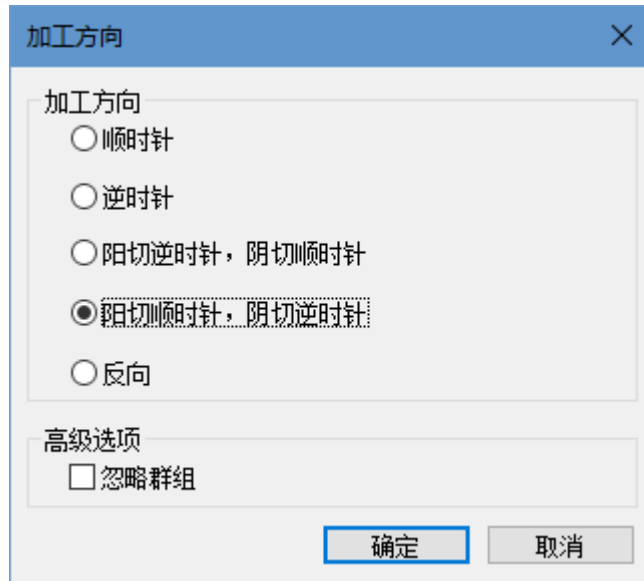 加工方向
加工方向
顺时针
逆时针
阳切逆时针，阴切顺时针
阳切顺时针，阴切逆时针
反向
高级选项
忽略群组
确定 取消